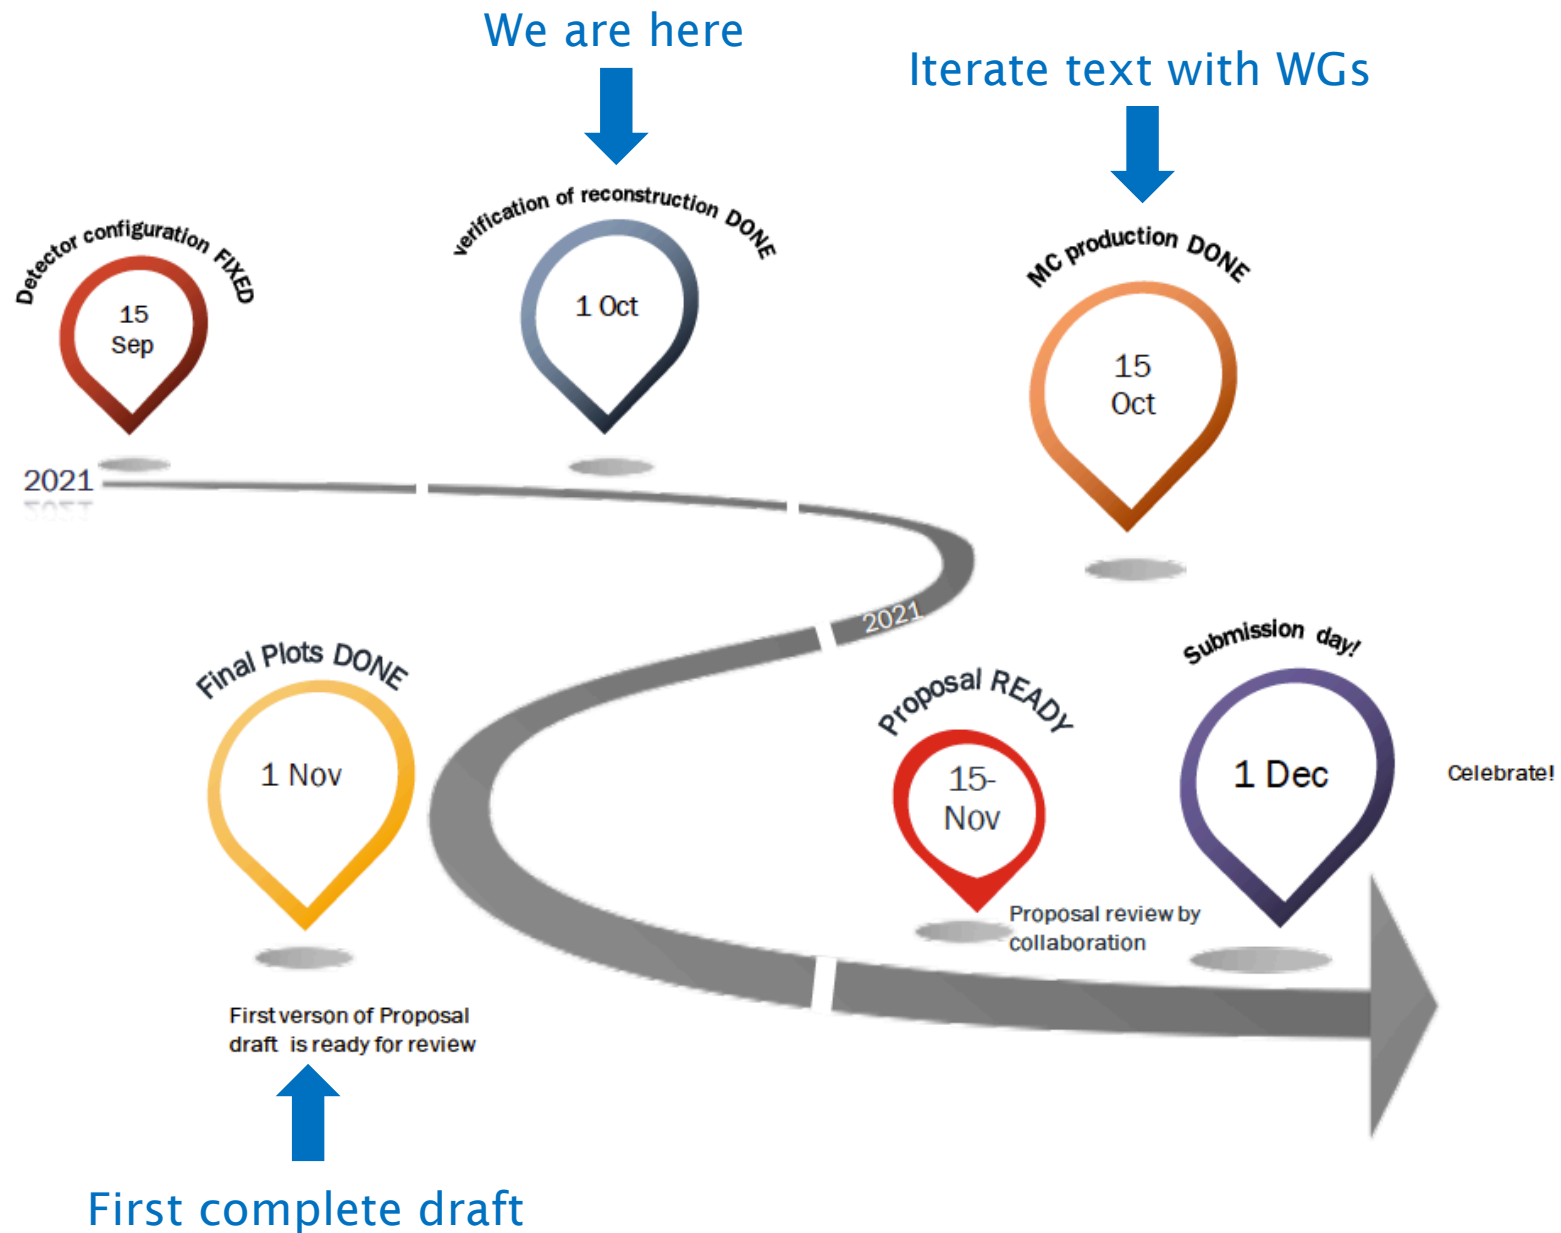 We are here
Iterate text with WGs
Detector configuration FIXED
15
Sep
verification of reconstruction DONE
1 Oct
MC production DONE
15
Oct
2021
2021
Final Plots DONE
1 Nov
First verson of Proposal
draft is ready for review
First complete draft
Proposal READY
15-
Nov
Proposal review by
collaboration
Submission day!
1 Dec
Celebrate!